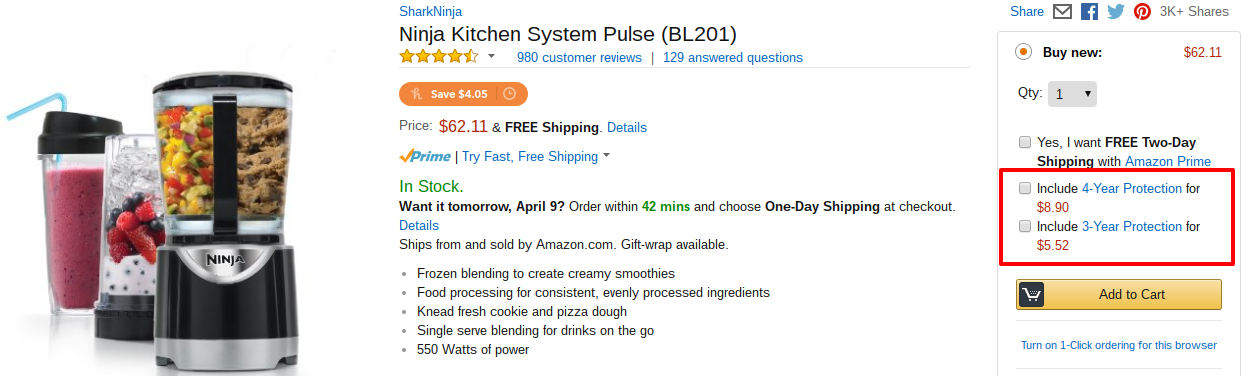 SharkNinja
Ninja Kitchen System Pulse (BL201)
980 customer reviews | 129 answered questions
Save $4.05
Price: $62.11 & FREE Shipping. Details
Prime | Try Fast, Free Shipping
In Stock.
Want it tomorrow, April 9? Order within 42 mins and choose One-Day Shipping at checkout.
Details
Ships from and sold by Amazon.com. Gift-wrap available.
Frozen blending to create creamy smoothies
Food processing for consistent, evenly processed ingredients
Knead fresh cookie and pizza dough
Single serve blending for drinks on the go
550 Watts of power
NINJA
Share 3K+ Shares
Buy new: $62.11
Qty: 1
Yes, I want FREE Two-Day
Shipping with Amazon Prime
Include 4-Year Protection for
$8.90
Include 3-Year Protection for
$5.52
Add to Cart
Turn on 1-Click ordering for this browser